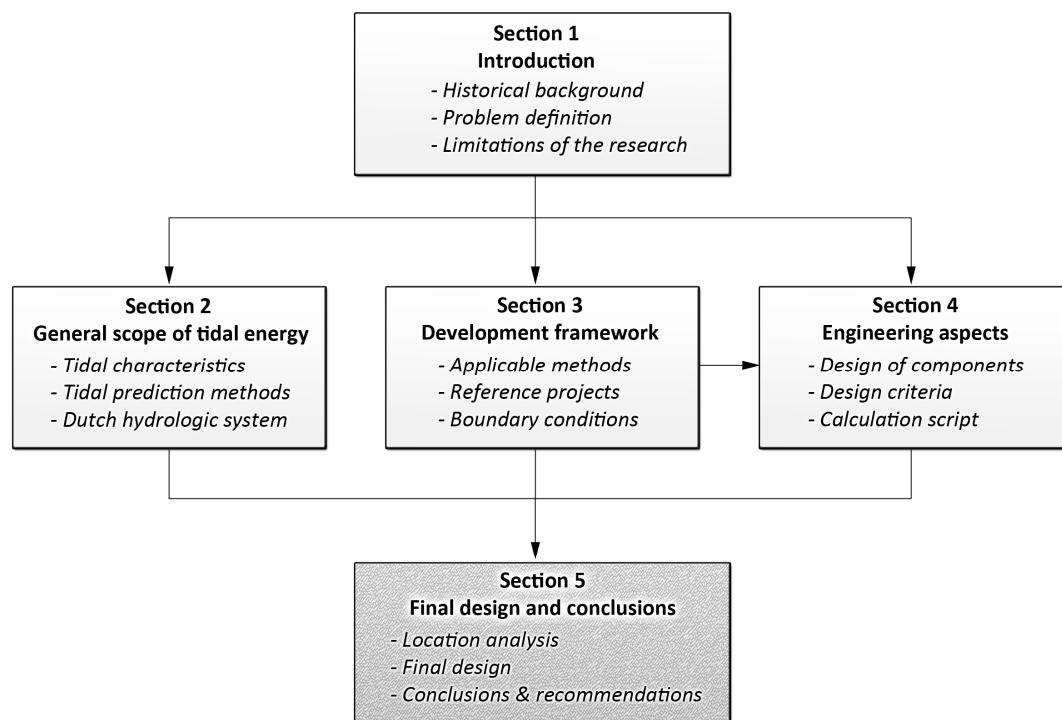 Section 1
Introduction
- Historical background
- Problem definition
- Limitations of the research
Section 2
General scope of tidal energy
- Tidal characteristics
- Tidal prediction methods
- Dutch hydrologic system
Section 3
Development framework
- Applicable methods
- Reference projects
- Boundary conditions
Section 4
Engineering aspects
- Design of components
- Design criteria
- Calculation script
Section 5
Final design and conclusions
- Location analysis
- Final design
- Conclusions & recommendations